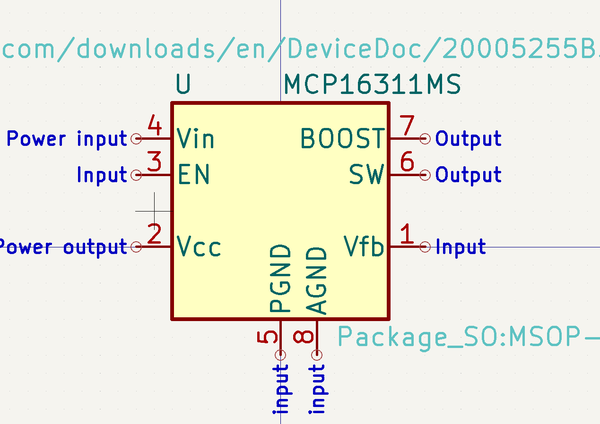 com/downloads/en/DeviceDoc/20005255B
U MCP16311MS
Power input 4 Vin BOOST 7 Output
Input 3 EN SW 6 Output
Power output 2 Vcc Vfb 1 Input
PGND AGND
5 8 Package_SO:MSOP-
input input